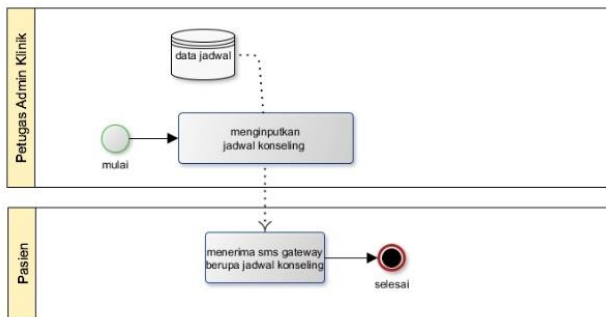 Petugas Admin Klinik
data jadwal
menginputkan
jadwal konseling
mulai
Pasien
menerima sms gateway
berupa jadwal konseling
selesai